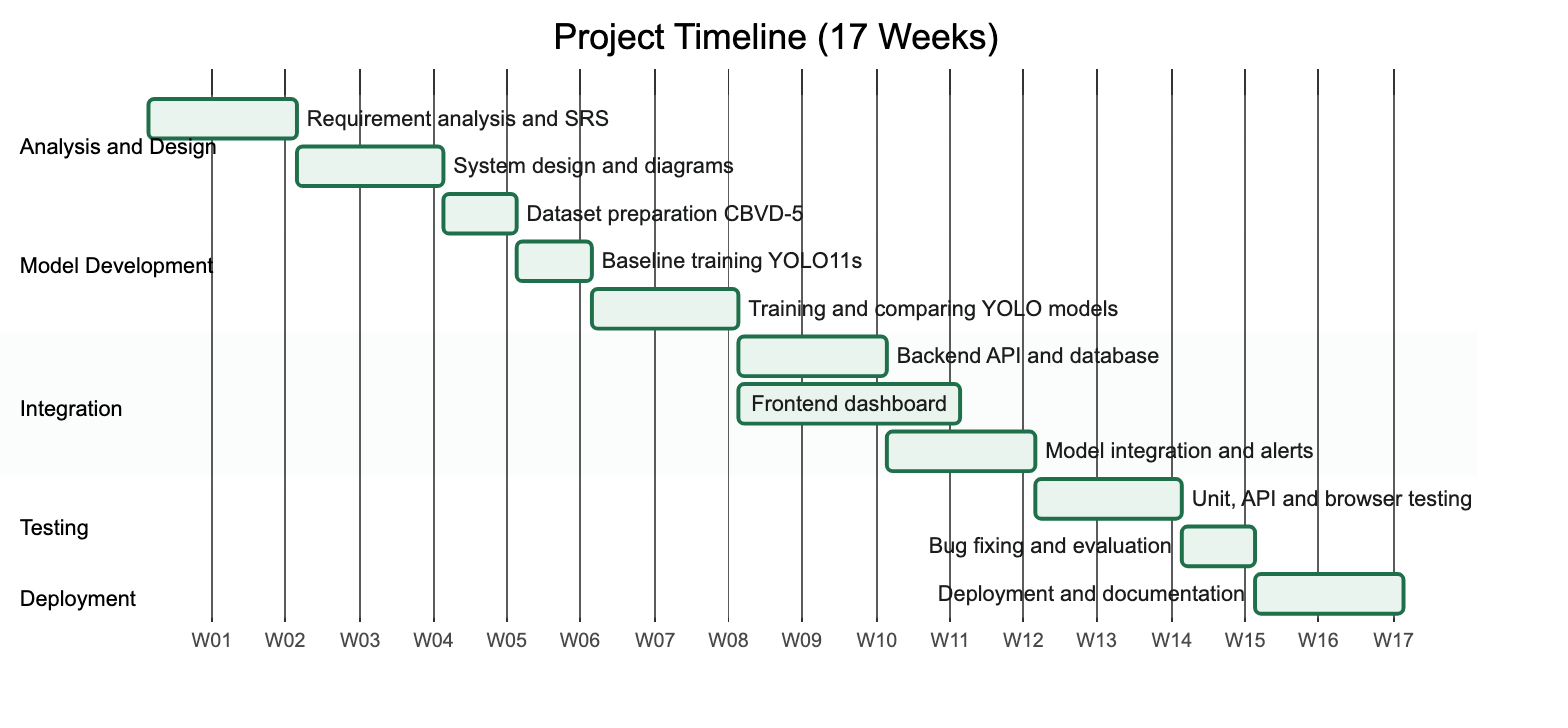 Project Timeline (17 Weeks)
Analysis and Design
Requirement analysis and SRS
System design and diagrams
Model Development
Dataset preparation CBVD-5
Baseline training YOLO11s
Training and comparing YOLO models
Integration
Backend API and database
Frontend dashboard
Model integration and alerts
Testing
Unit, API and browser testing
Bug fixing and evaluation
Deployment
Deployment and documentation
W01 W02 W03 W04 W05 W06 W07 W08 W09 W10 W11 W12 W13 W14 W15 W16 W17